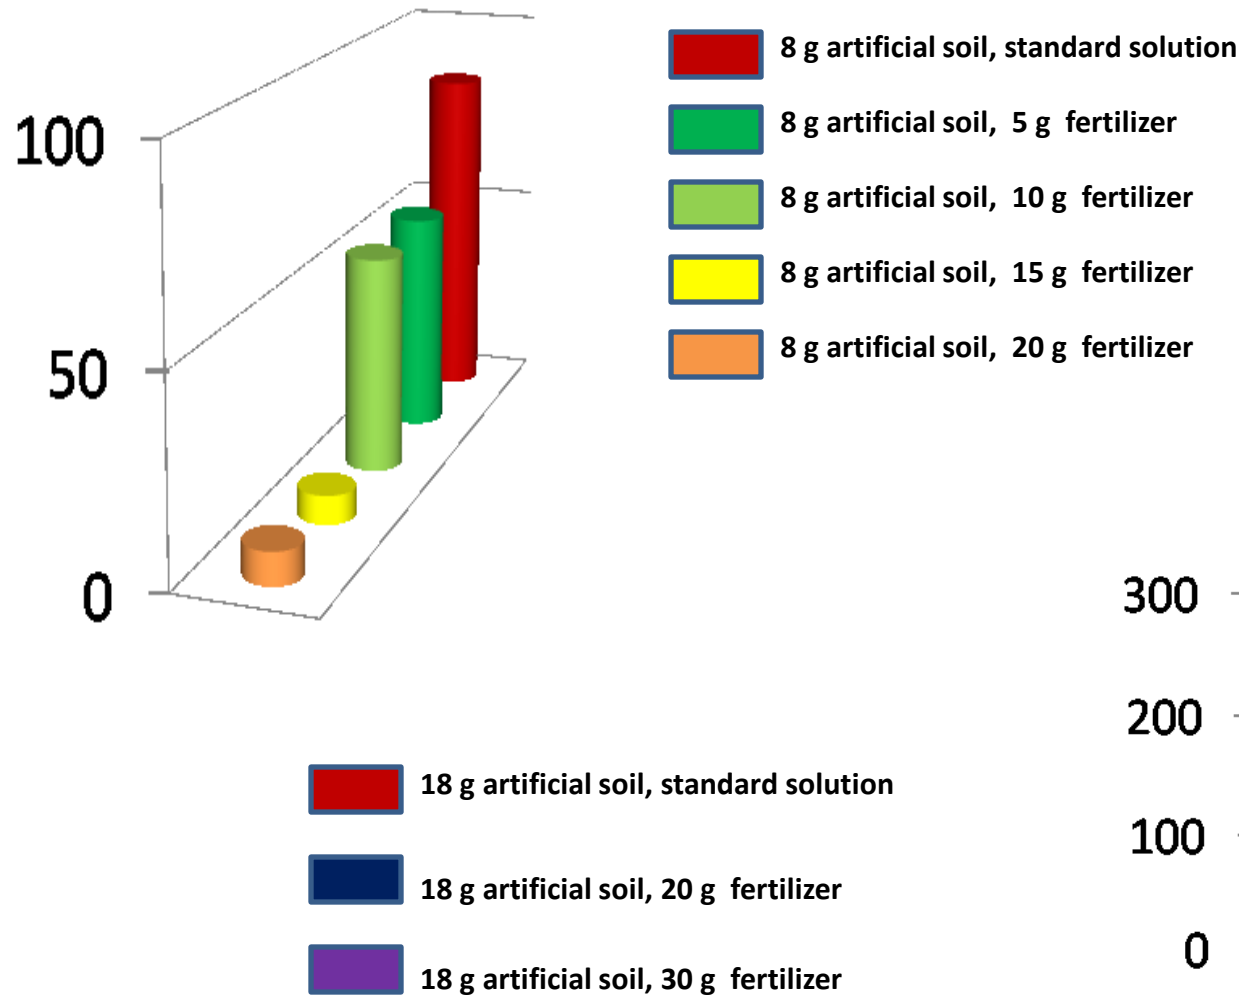 100
50
0
8 g artificial soil, standard solution
8 g artificial soil,  5 g  fertilizer
8 g artificial soil,  10 g  fertilizer
8 g artificial soil,  15 g  fertilizer
8 g artificial soil,  20 g  fertilizer
18 g artificial soil, standard solution
18 g artificial soil, 20 g  fertilizer
18 g artificial soil, 30 g  fertilizer
300
200
100
0